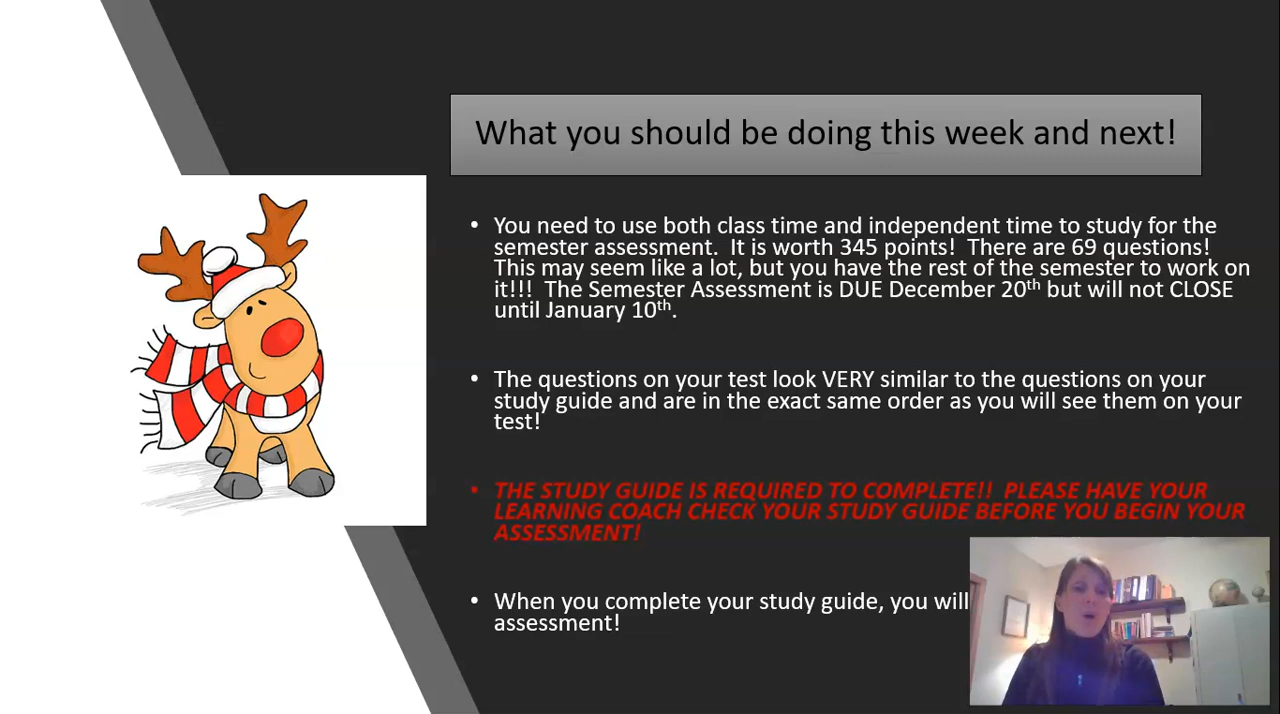 What you should be doing this week and next!
• You need to use both class time and independent time to study for the
semester assessment.  It is worth 345 points!  There are 69 questions!
This may seem like a lot, but you have the rest of the semester to work on
it!!!  The Semester Assessment is DUE December 20th but will not CLOSE
until January 10th.
• The questions on your test look VERY similar to the questions on your
study guide and are in the exact same order as you will see them on your
test!
• THE STUDY GUIDE IS REQUIRED TO COMPLETE!!  PLEASE HAVE YOUR
LEARNING COACH CHECK YOUR STUDY GUIDE BEFORE YOU BEGIN YOUR
ASSESSMENT!
• When you complete your study guide, you will
assessment!